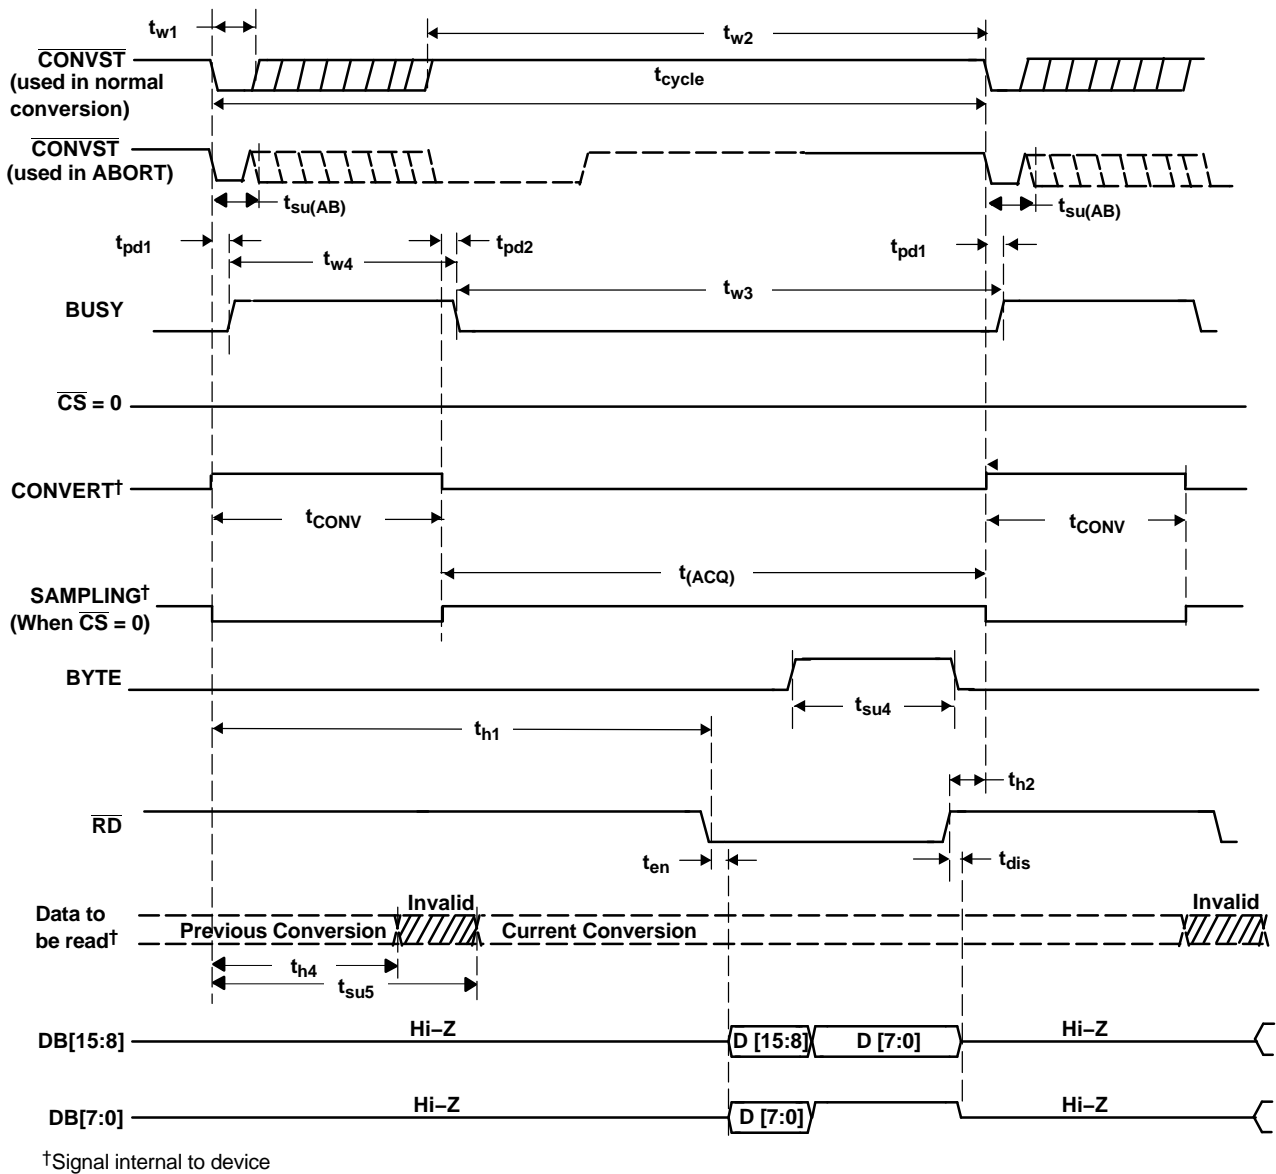 tw1
tw2
CONVST
(used in normal
conversion)
tcycle
CONVST
(used in ABORT)
tsu(AB)
tsu(AB)
tpd1
tpd2
tpd1
tw4
tw3
BUSY
CS = 0
CONVERT†
tCONV
tCONV
t(ACQ)
SAMPLING†
(When CS = 0)
BYTE
tsu4
th1
th2
RD
ten
tdis
Invalid
Invalid
Data to
be read†
Previous Conversion
Current Conversion
th4
tsu5
Hi–Z
Hi–Z
DB[15:8]
D [15:8]
D [7:0]
Hi–Z
Hi–Z
DB[7:0]
D [7:0]
†Signal internal to device